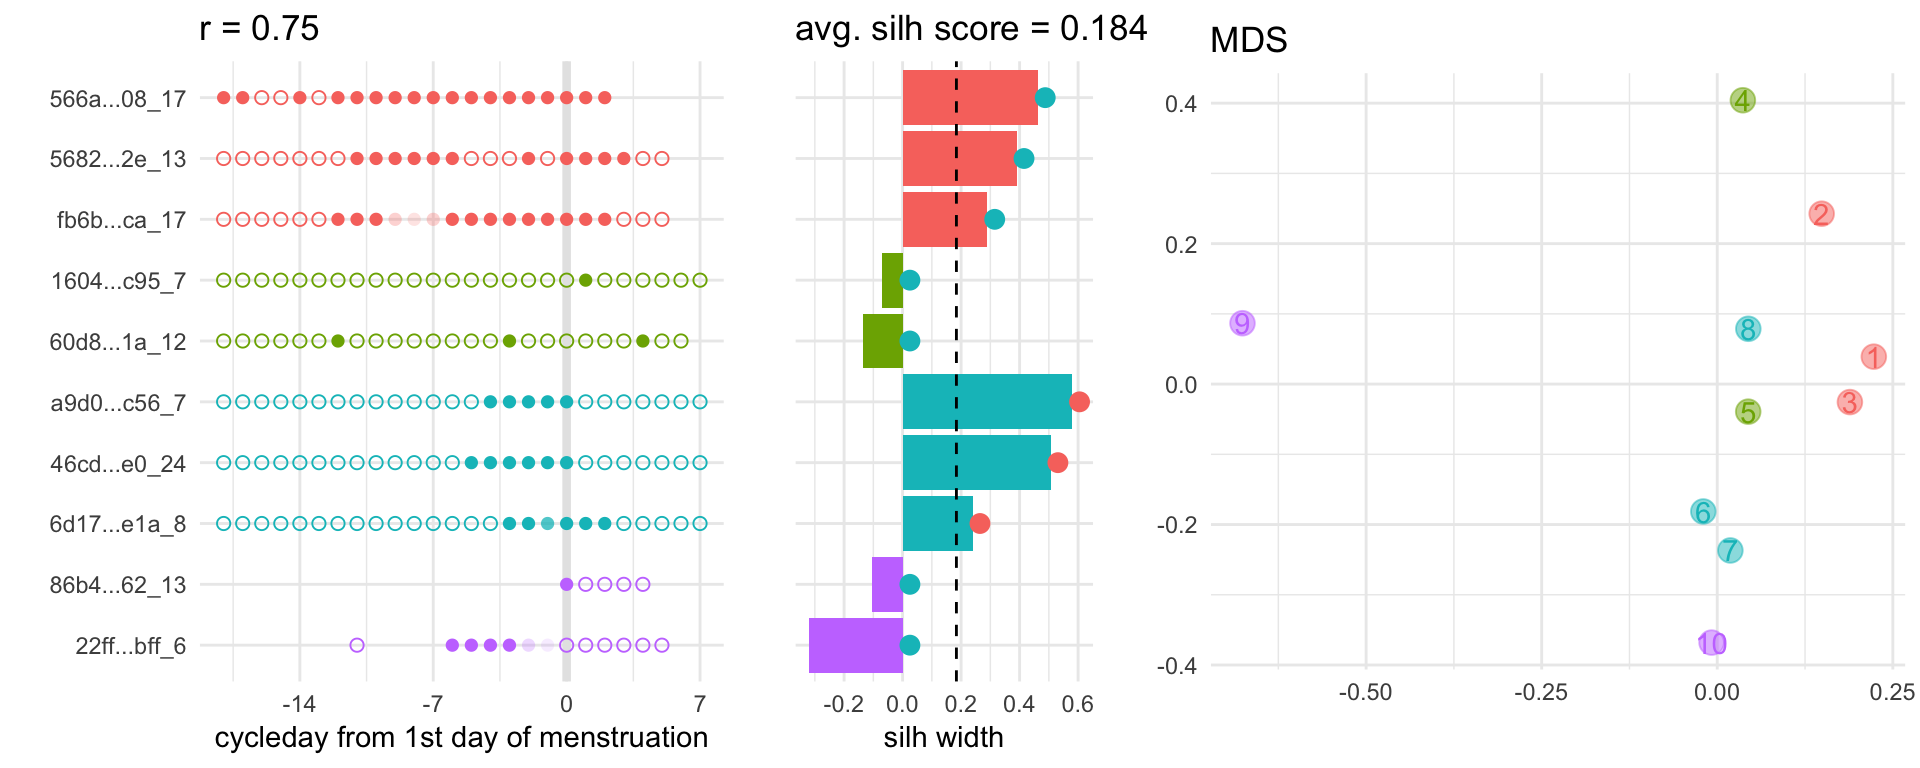 r = 0.75
566a...08_17
5682...2e_13
fb6b...ca_17
1604...c95_7
60d8...1a_12
a9d0...c56_7
46cd...e0_24
6d17...e1a_8
86b4...62_13
22ff...bff_6
-14 -7 0 7
cycleday from 1st day of menstruation
avg. silh score = 0.184
-0.2 0.0 0.2 0.4 0.6
silh width
MDS
0.4
0.2
0.0
-0.2
-0.4
4
2
9
8
1
3
5
6
7
10
-0.50 -0.25 0.00 0.25